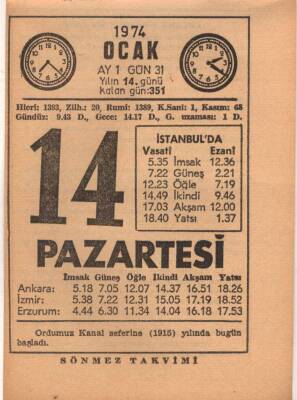 1974
OCAK
AY 1 GÜN 31
Yılın 14. günü
kalan gün:351
Hicri: 1393, Zilh.: 20, Rumî: 1389, K.Sani: 1, Kasım: 68
Gündüz: 9.43 D., Gece: 14.17 D., G. uzaması: 1 D.
14
İSTANBUL'DA
Vasatî Ezanî
5.35 İmsak 12.36
7.22 Güneş 2.21
12.23 Öğle 7.19
14.49 İkindi 9.46
17.03 Akşam 12.00
18.40 Yatsı 1.37
PAZARTESİ
İmsak Güneş Öğle İkindi Akşam Yatsı
Ankara: 5.18 7.05 12.07 14.37 16.51 18.26
İzmir: 5.38 7.22 12.31 15.05 17.19 18.52
Erzurum: 4.44 6.30 11.34 14.04 16.18 17.53
Ordumuz Kanal seferine (1915) yılında bugün
başladı.
SÖNMEZ TAKVİMİ